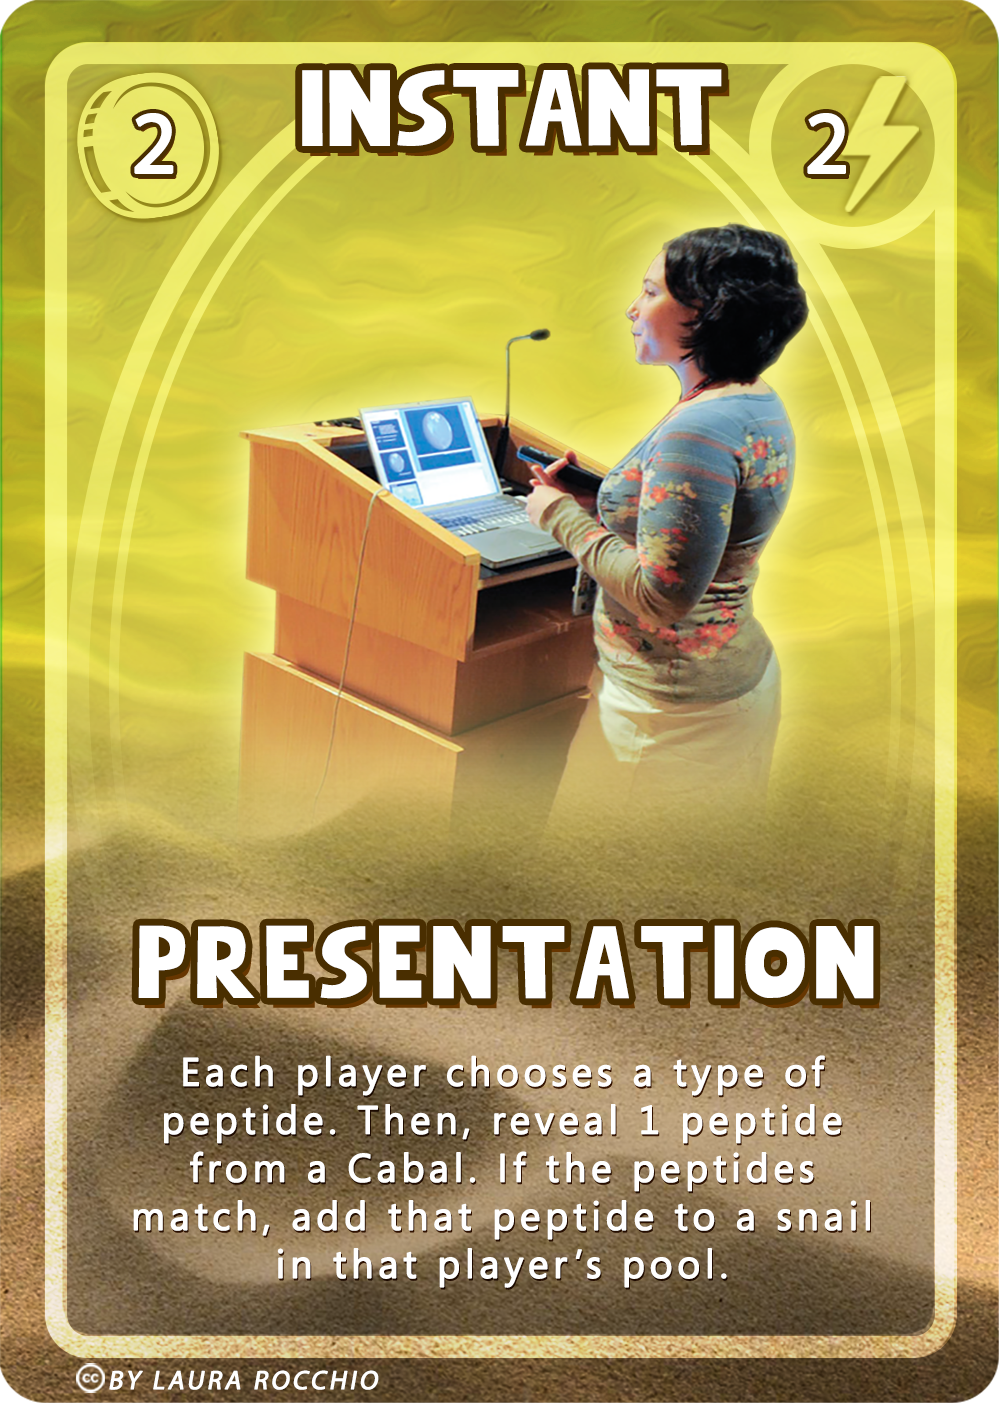 INSTANT
2
2
PRESENTATION
Each player chooses a type of
peptide. Then, reveal 1 peptide
from a Cabal. If the peptides
match, add that peptide to a snail
in that player's pool.
cc BY LAURA ROCCHIO